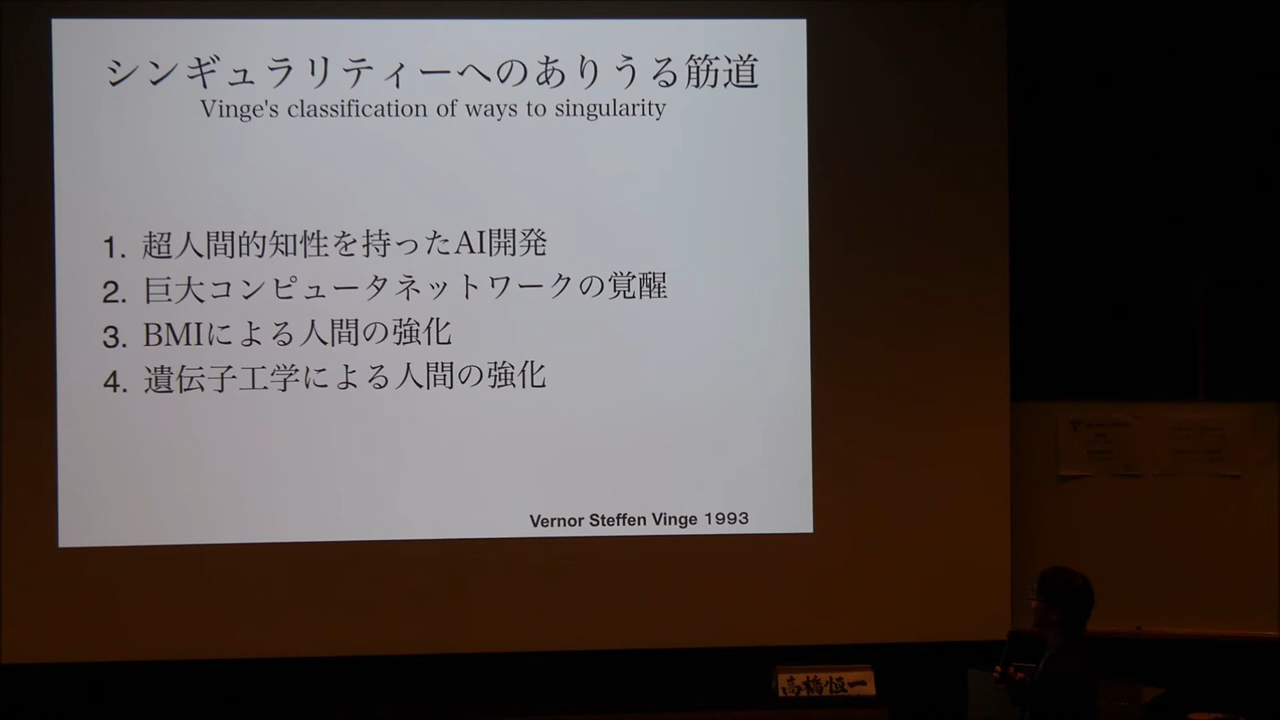 シンギュラリティーへのありうる筋道
Vinge's classification of ways to singularity
1. 超人間的知性を持ったAI開発
2. 巨大コンピュータネットワークの覚醒
3. BMIによる人間の強化
4. 遺伝子工学による人間の強化
Vernor Steffen Vinge 1993
高橋恒一